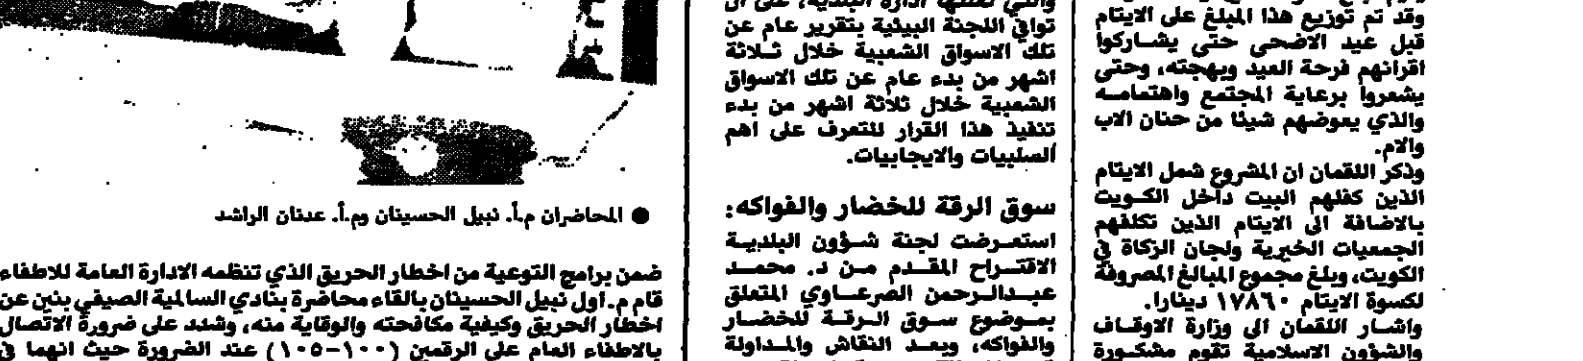 وقد تم توزيع هذا المبلغ على الايتام
قبل عيد الاضحى حتى يشاركوا
اقرانهم فرحة العيد وبهجته، وحتى
يشعروا برعاية المجتمع واهتمامه
والذي يعوضهم شيئا من حنان الاب
والام.
وذكر اللقمان ان المشروع شمل الايتام
الذين كفلهم البيت داخل الكويت
بالاضافة الى الايتام الذين تكلفهم
الجمعيات الخيرية ولجان الزكاة في
الكويت، وبلغ مجموع المبالغ المصروفة
لكسوة الايتام ١٧٨٦٠ دينارا.
واشار اللقمان الى وزارة الاوقاف
والشؤون الاسلامية تقوم مشكورة
توافي اللجنة البيئية بتقرير عام عن
تلك الاسواق الشعبية خلال ثلاثة
اشهر من بدء عام عن تلك الاسواق
الشعبية خلال ثلاثة اشهر من بدء
تنفيذ هذا القرار للتعرف على اهم
السلبيات والايجابيات.
سوق الرقة للخضار والفواكه:
استعرضت لجنة شؤون البلدية
الاقتراح المقدم من د. محمد
عبدالرحمن الصرعاوي المتعلق
بموضوع سوق الرقة للخضار
والفواكه، وبعد النقاش والمداولة
● المحاضران م.أ. نبيل الحسينان وم.أ. عدنان الراشد
ضمن برامج التوعية من اخطار الحريق الذي تنظمه الادارة العامة للاطفاء
قام م. اول نبيل الحسينان بالقاء محاضرة بنادي السالمية الصيفي بنين عن
اخطار الحريق وكيفية مكافحته والوقاية منه، وشدد على ضرورة الاتصال
بالاطفاء العام على الرقمين (١٠٠-١٠٥) عند الضرورة حيث انهما في